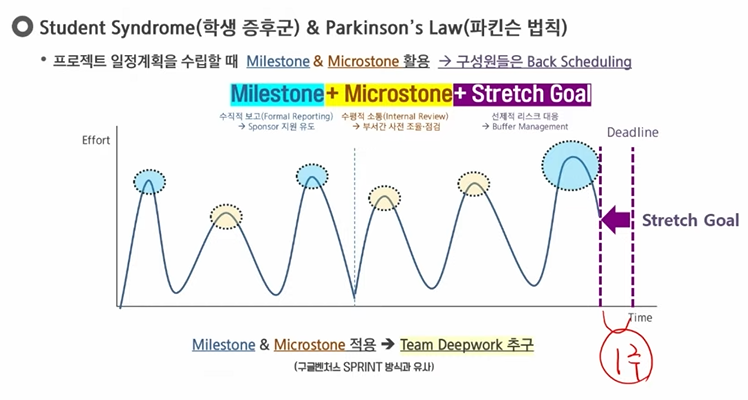 Student Syndrome(학생 증후군) & Parkinson's Law(파킨슨 법칙)
• 프로젝트 일정계획을 수립할 때 Milestone & Microstone 활용 → 구성원들은 Back Scheduling
Milestone + Microstone + Stretch Goal
수직적 보고(Formal Reporting) 수평적 소통(Internal Review) 선제적 리스크 대응
→ Sponsor 지원 유도 → 부서간 사전 조율·점검 → Buffer Management
Effort
Deadline
Stretch Goal
Time
1주
Milestone & Microstone 적용 → Team Deepwork 추구
(구글벤처스 SPRINT 방식과 유사)